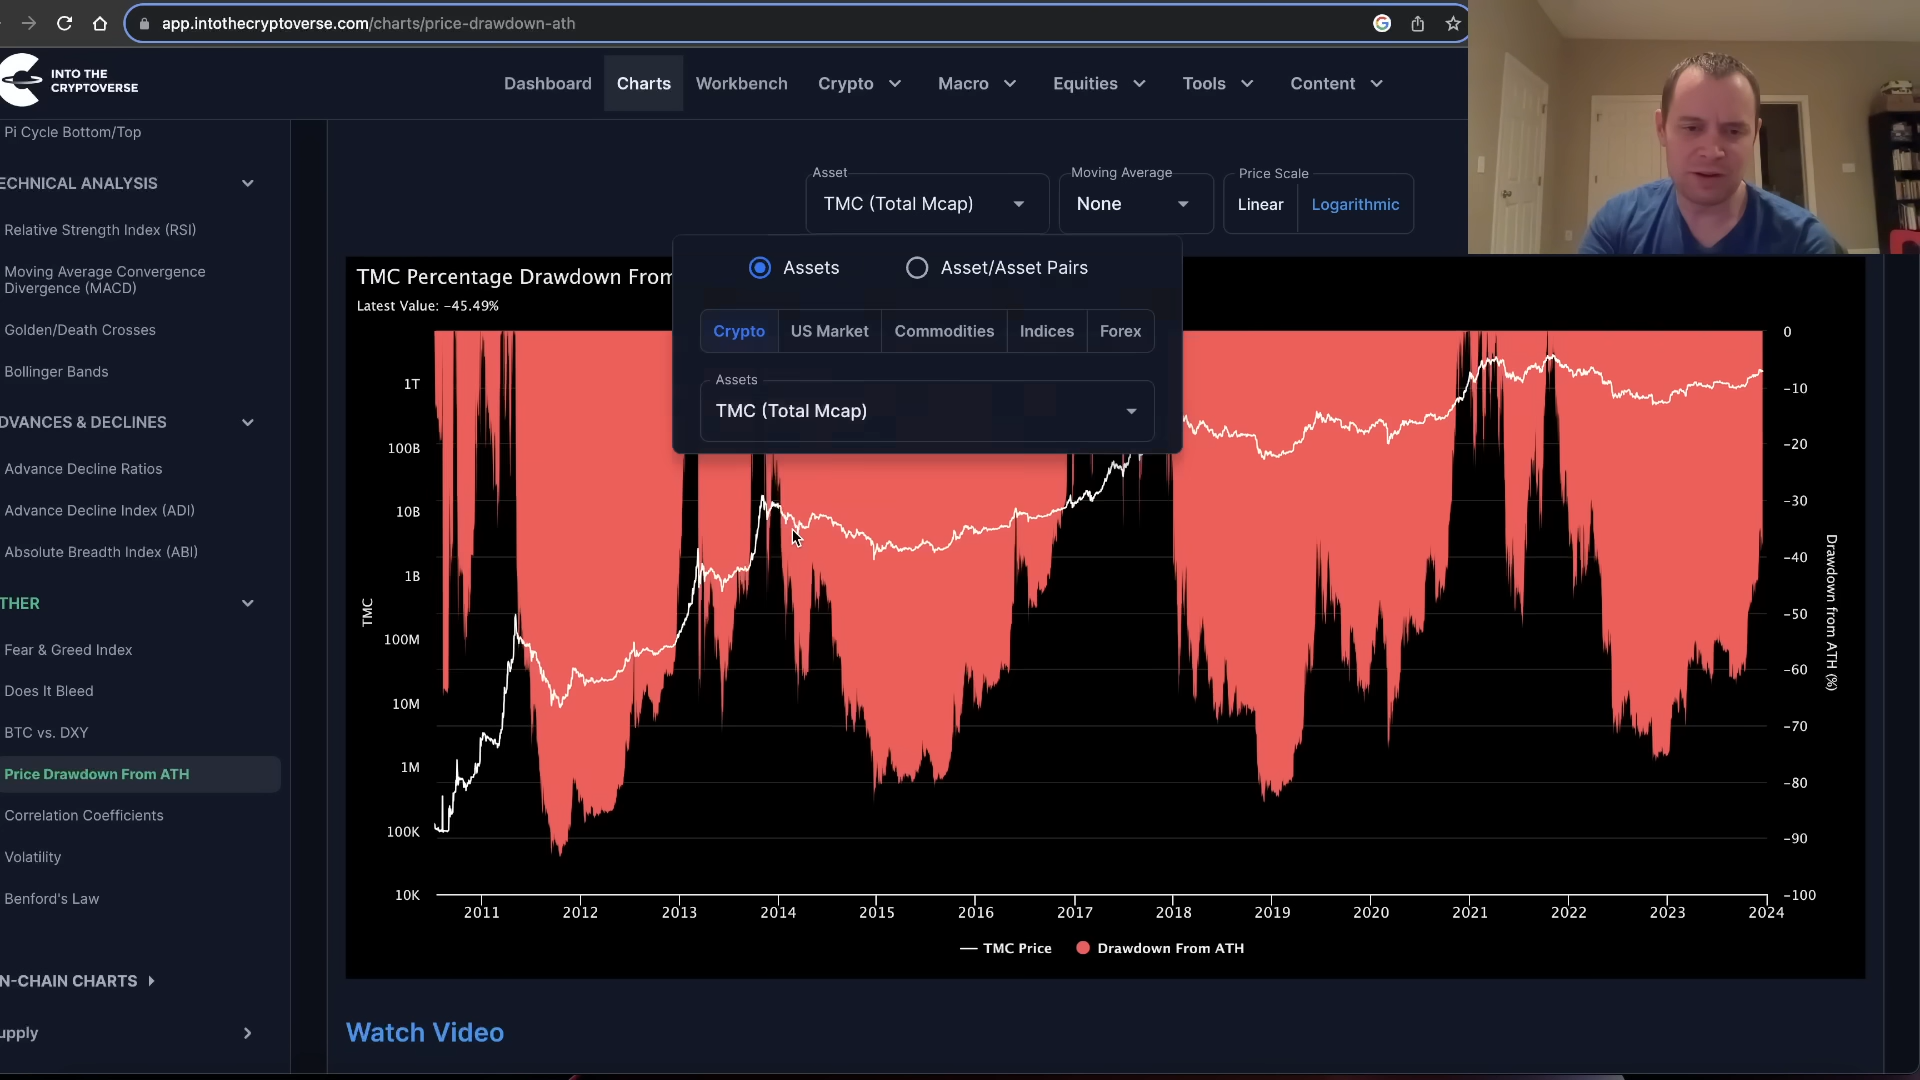 app.intothecryptoverse.com/charts/price-drawdown-ath
INTO THE
CRYPTOVERSE
Dashboard
Charts
Workbench
Crypto
Macro
Equities
Tools
Content
Pi Cycle Bottom/Top
ECHNICAL ANALYSIS
Relative Strength Index (RSI)
Moving Average Convergence
Divergence (MACD)
Golden/Death Crosses
Bollinger Bands
DVANCES & DECLINES
Advance Decline Ratios
Advance Decline Index (ADI)
Absolute Breadth Index (ABI)
THER
Fear & Greed Index
Does It Bleed
BTC vs. DXY
Price Drawdown From ATH
Correlation Coefficients
Volatility
Benford's Law
N-CHAIN CHARTS
upply
Asset
TMC (Total Mcap)
Moving Average
None
Price Scale
Linear
Logarithmic
Assets
Asset/Asset Pairs
Crypto
US Market
Commodities
Indices
Forex
Assets
TMC (Total Mcap)
TMC Percentage Drawdown From
Latest Value: −45.49%
1T
100B
10B
1B
100M
10M
1M
100K
10K
TMC
0
−10
−20
−30
−40
−50
−60
−70
−80
−90
−100
Drawdown from ATH (%)
2011
2012
2013
2014
2015
2016
2017
2018
2019
2020
2021
2022
2023
2024
TMC Price
Drawdown From ATH
Watch Video